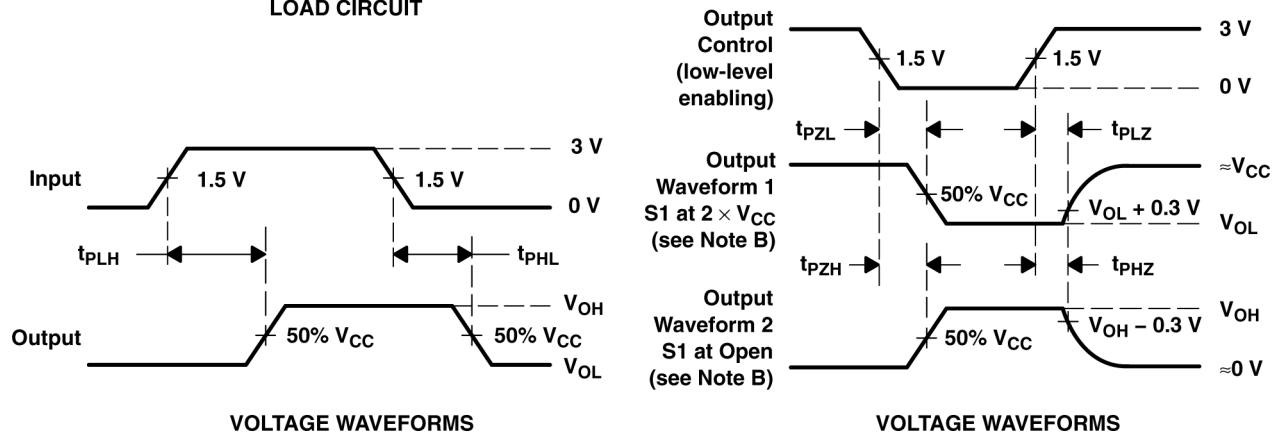 LOAD CIRCUIT
3 V
Input
1.5 V
1.5 V
0 V
tPLH
tPHL
VOH
Output
50% VCC
50% VCC
VOL
VOLTAGE WAVEFORMS
Output
Control
(low-level
enabling)
3 V
1.5 V
1.5 V
0 V
tPZL
tPLZ
Output
Waveform 1
S1 at 2 × VCC
(see Note B)
≈VCC
50% VCC
VOL + 0.3 V
VOL
tPZH
tPHZ
Output
Waveform 2
S1 at Open
(see Note B)
VOH
50% VCC
VOH − 0.3 V
≈0 V
VOLTAGE WAVEFORMS